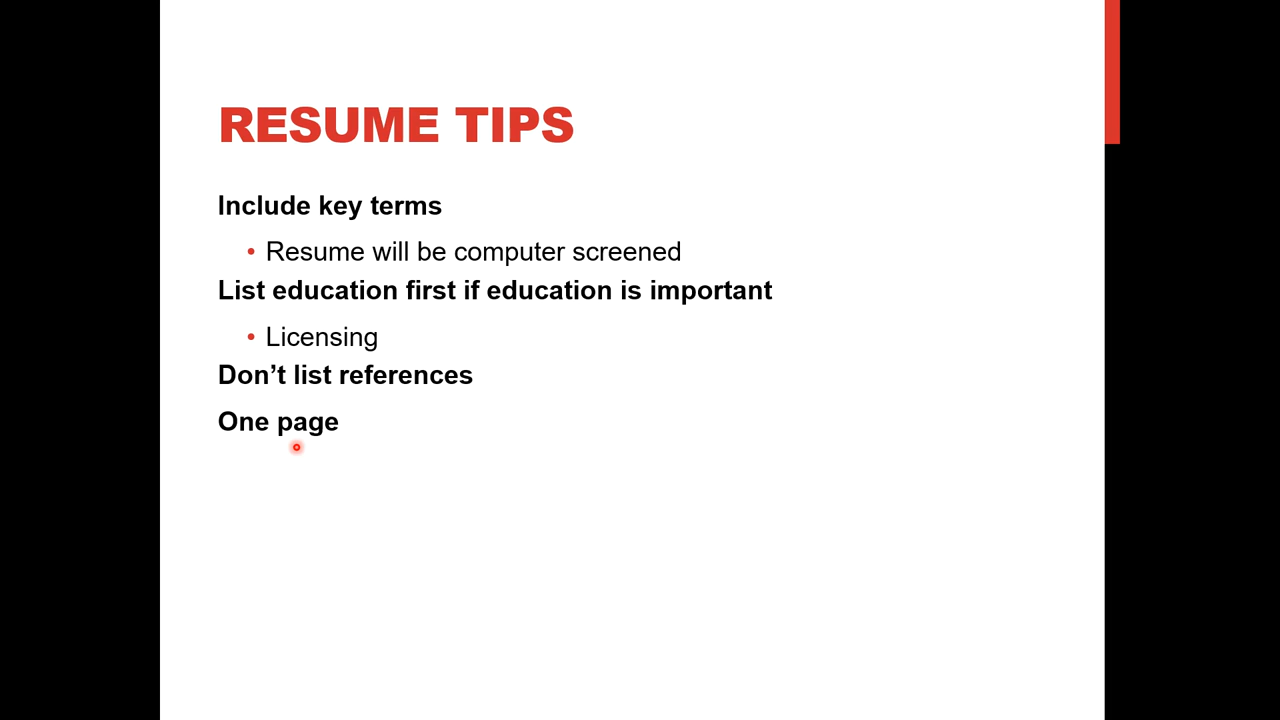 RESUME TIPS
Include key terms
• Resume will be computer screened
List education first if education is important
• Licensing
Don’t list references
One page